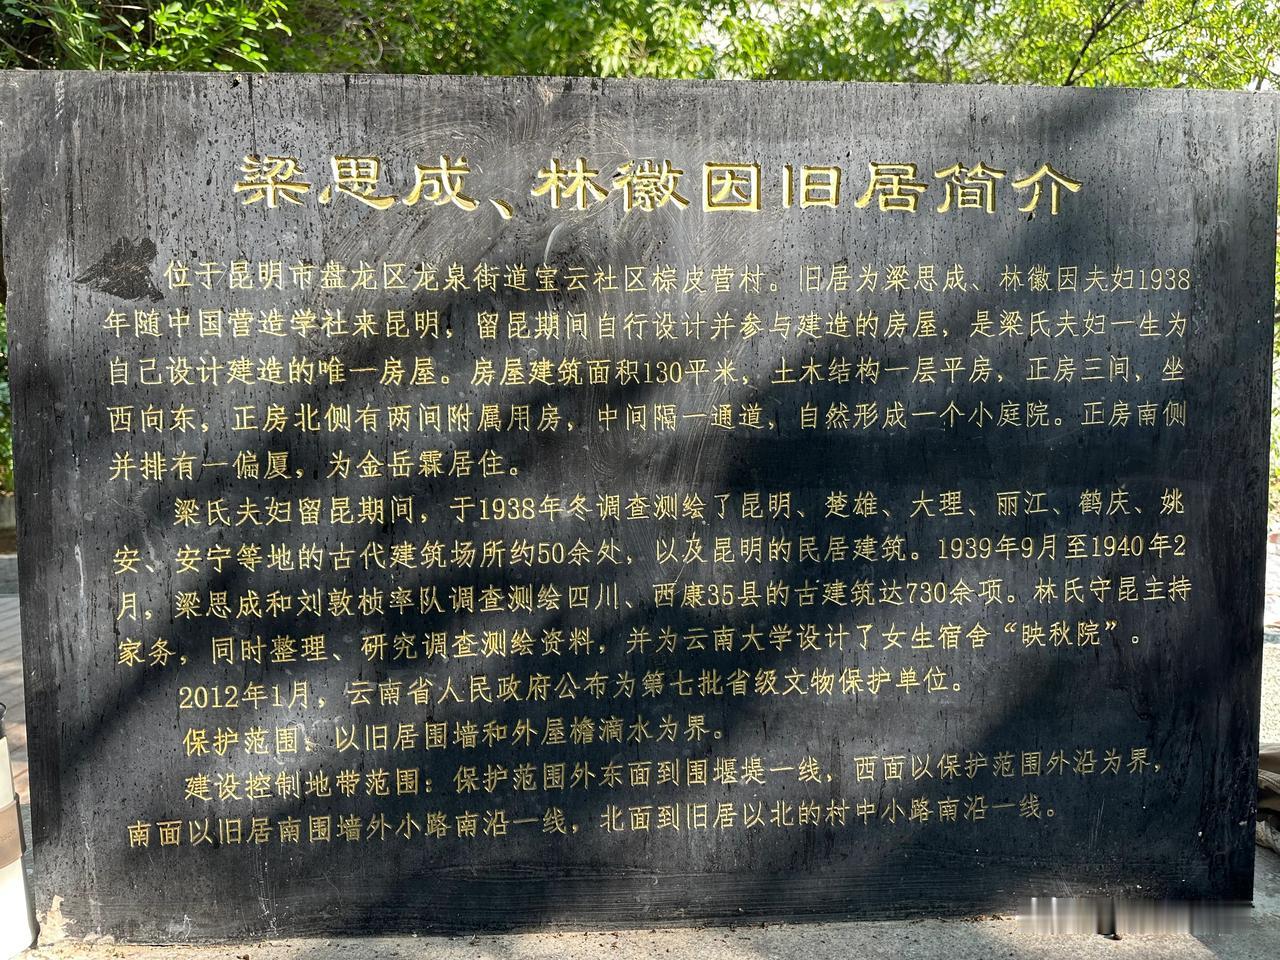 梁思成、林徽因旧居简介
位于昆明市盘龙区龙泉街道宝云社区棕皮营村。旧居为梁思成、林徽因夫妇1938
年随中国营造学社来昆明，留昆期间自行设计并参与建造的房屋，是梁氏夫妇一生为
自己设计建造的唯一房屋。房屋建筑面积130平米，土木结构一层平房，正房三间，坐
西向东，正房北侧有两间附属用房，中间隔一通道，自然形成一个小庭院。正房南侧
并排有一偏厦，为金岳霖居住。
梁氏夫妇留昆期间，于1938年冬调查测绘了昆明、楚雄、大理、丽江、鹤庆、姚
安、安宁等地的古代建筑场所约50余处，以及昆明的民居建筑。1939年9月至1940年2
月，梁思成和刘敦桢率队调查测绘四川、西康35县的古建筑达730余项。林氏守昆主持
家务，同时整理、研究调查测绘资料，并为云南大学设计了女生宿舍“映秋院”。
2012年1月，云南省人民政府公布为第七批省级文物保护单位。
保护范围：以旧居围墙和外屋檐滴水为界。
建设控制地带范围：保护范围外东面到围堰堤一线，西面以保护范围外沿为界，
南面以旧居南围墙外小路南沿一线，北面到旧居以北的村中小路南沿一线。